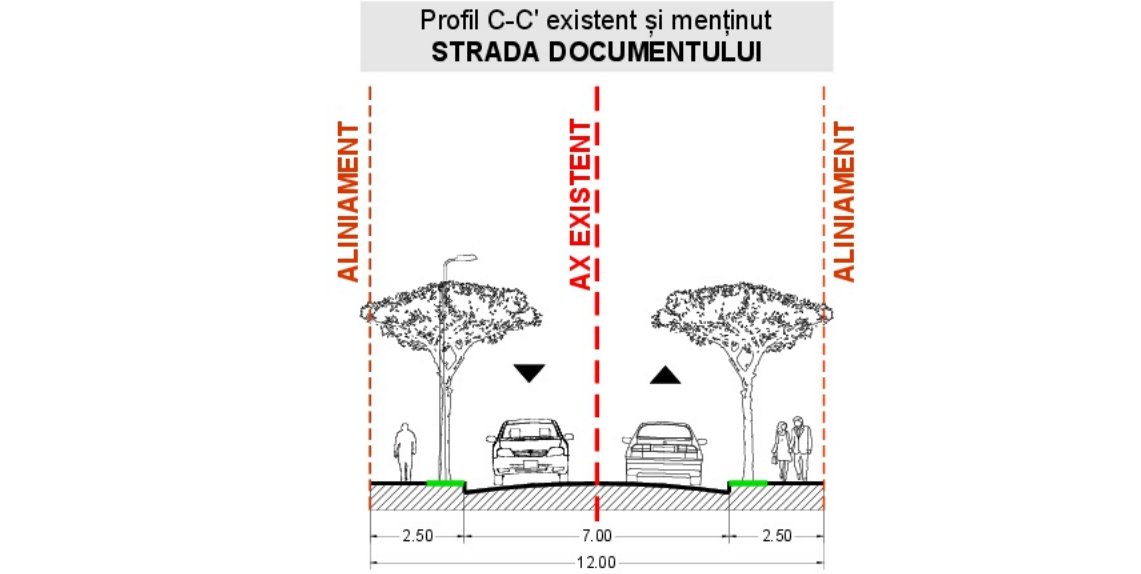 Profil C-C' existent și menținut
STRADA DOCUMENTULUI
ALINIAMENT
AX EXISTENT
ALINIAMENT
2.50
7.00
2.50
12.00